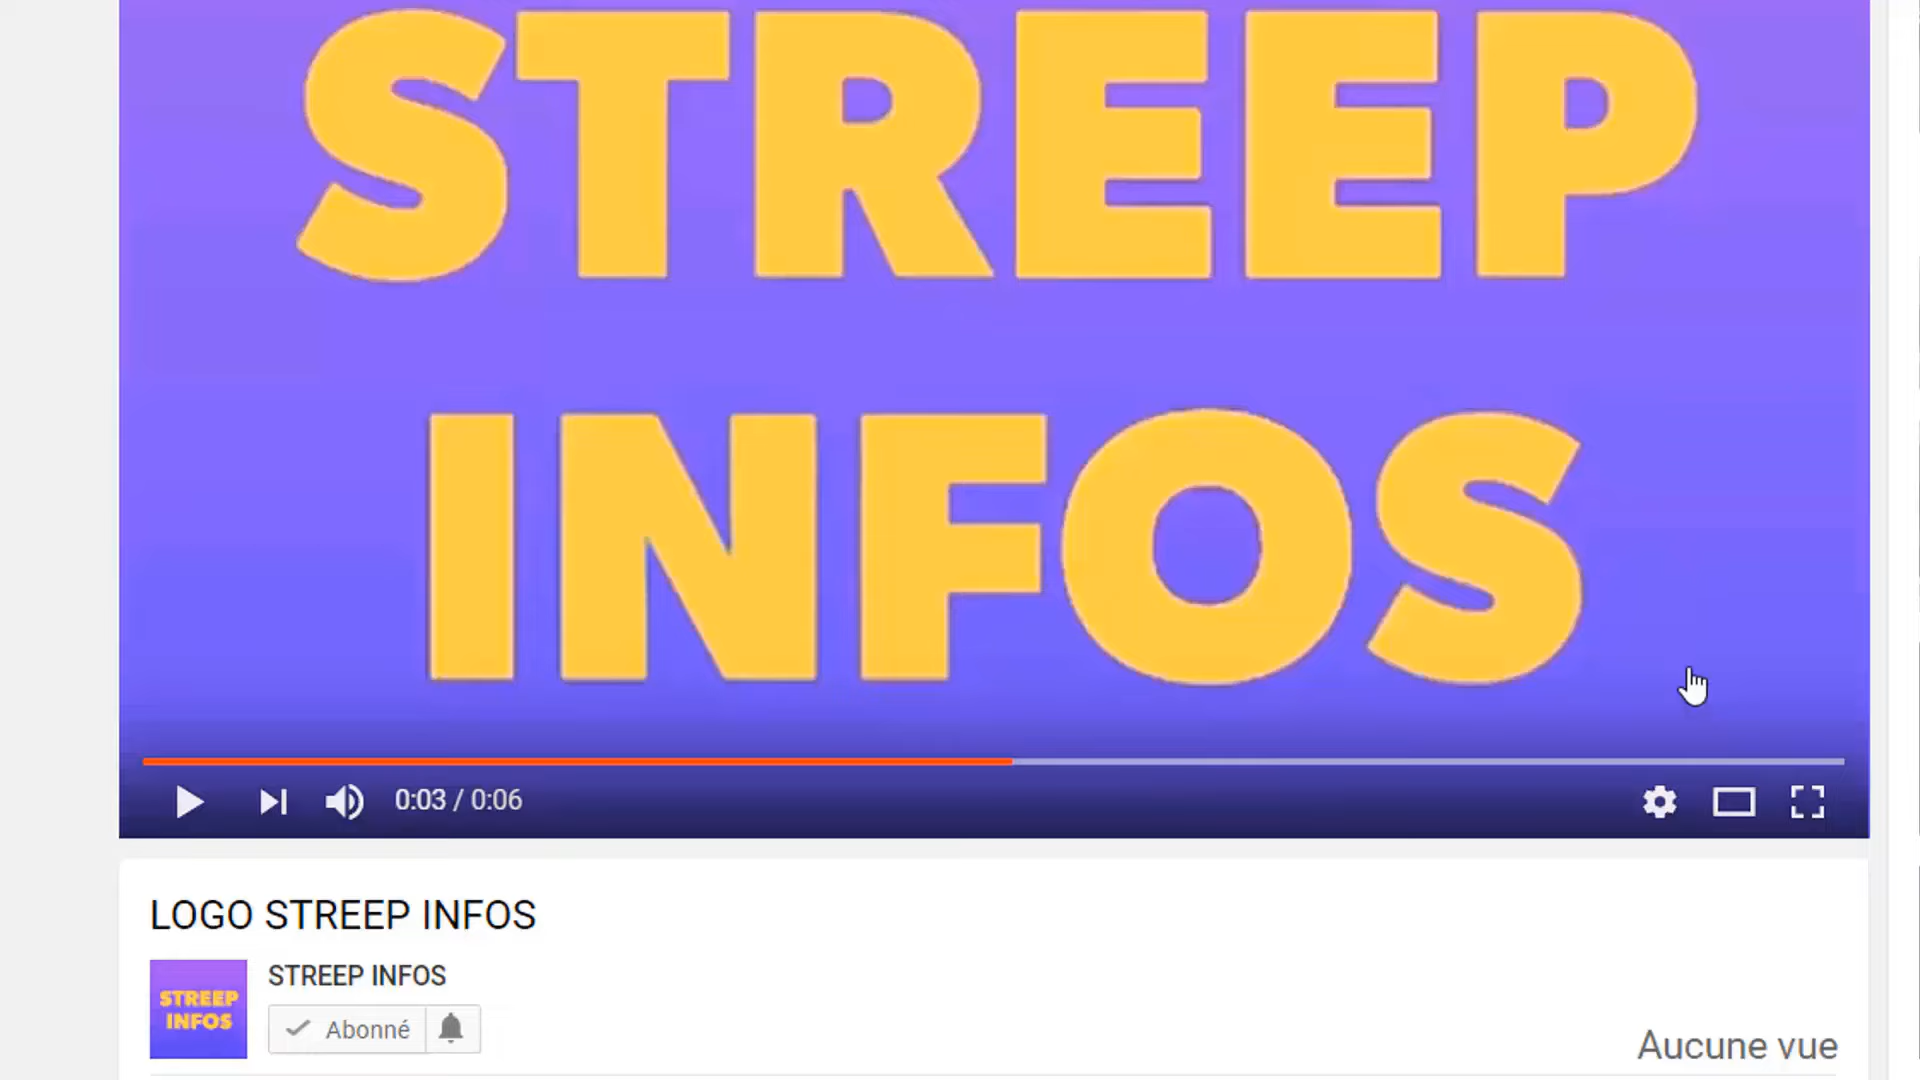 STREEP
INFOS
0:03 / 0:06
LOGO STREEP INFOS
STREEP INFOS
STREEP
INFOS
Abonné
Aucune vue